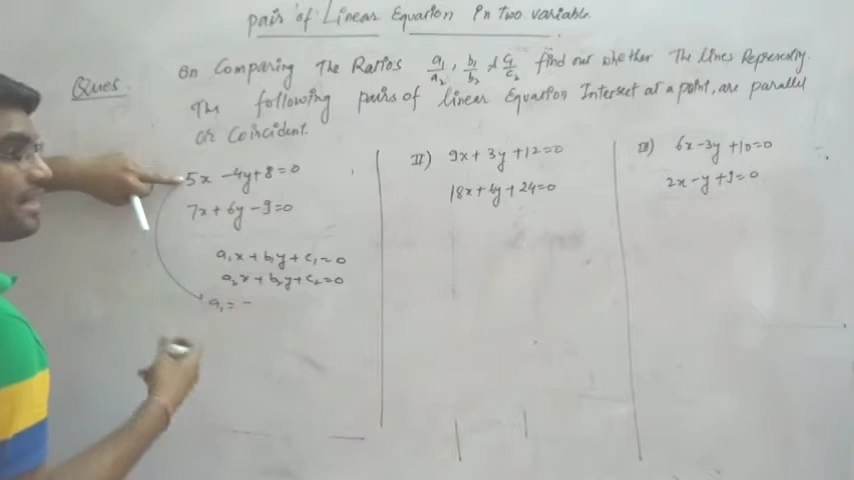 Pair of Linear Equation in two variable.
Ques.
On Comparing The Ratios a₁/a₂, b₁/b₂ & c₁/c₂ find out whether The lines Representing
The following pairs of linear Equation Intersect at a point, are parallel
or Coincident.
5x - 4y + 8 = 0
7x + 6y - 9 = 0
a₁x + b₁y + c₁ = 0
a₂x + b₂y + c₂ = 0
a₁ = -
II) 9x + 3y + 12 = 0
18x + 6y + 24 = 0
III) 6x - 3y + 10 = 0
2x - y + 9 = 0